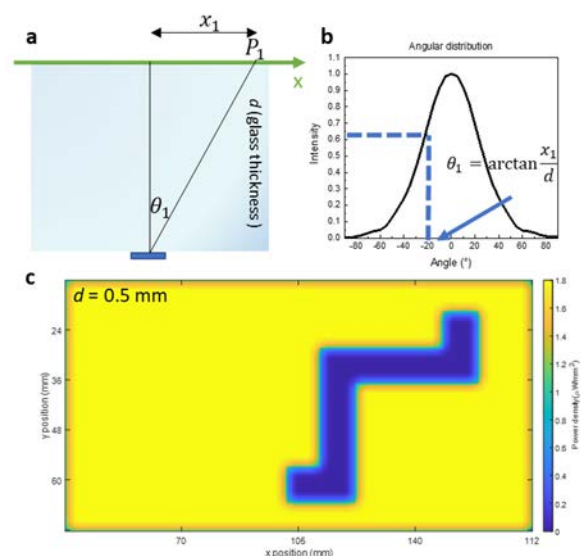 a
x₁
P₁
x
θ₁
d (glass thickness )
b
Angular distribution
Intensity
1.1
1.0
0.9
0.8
0.7
0.6
0.5
0.4
0.3
0.2
0.1
0.0
θ₁ = arctan x₁/d
-80 -60 -40 -20 0 20 40 60 80
Angle (°)
c
d = 0.5 mm
y position (mm)
24
36
48
60
70 106 140 112
x position (mm)
1.8
1.6
1.4
1.2
1
0.8
0.6
0.4
0.2
0